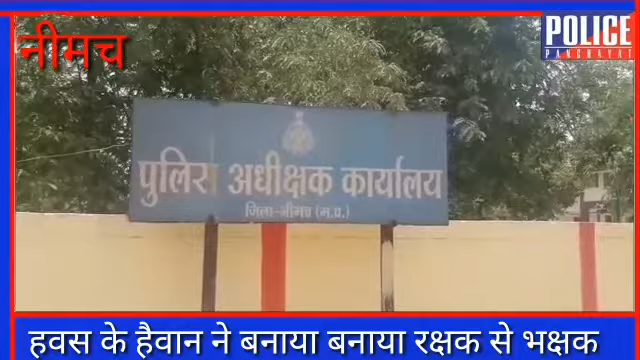 नीमच
POLICE
PANCHAYAT
पुलिस अधीक्षक कार्यालय
जिला-नीमच (म.प्र.)
हवस के हैवान ने बनाया बनाया रक्षक से भक्षक